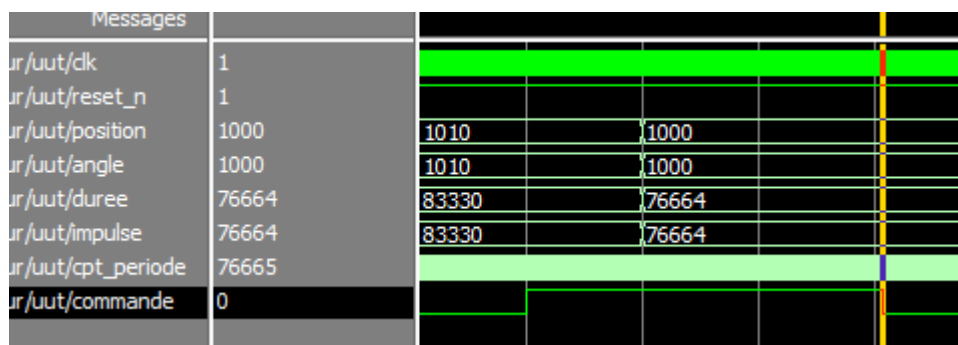 Messages
ur/uut/clk 1
ur/uut/reset_n 1
ur/uut/position 1000 1010 1000
ur/uut/angle 1000 1010 1000
ur/uut/duree 76664 83330 76664
ur/uut/impulse 76664 83330 76664
ur/uut/cpt_periode 76665
ur/uut/commande 0